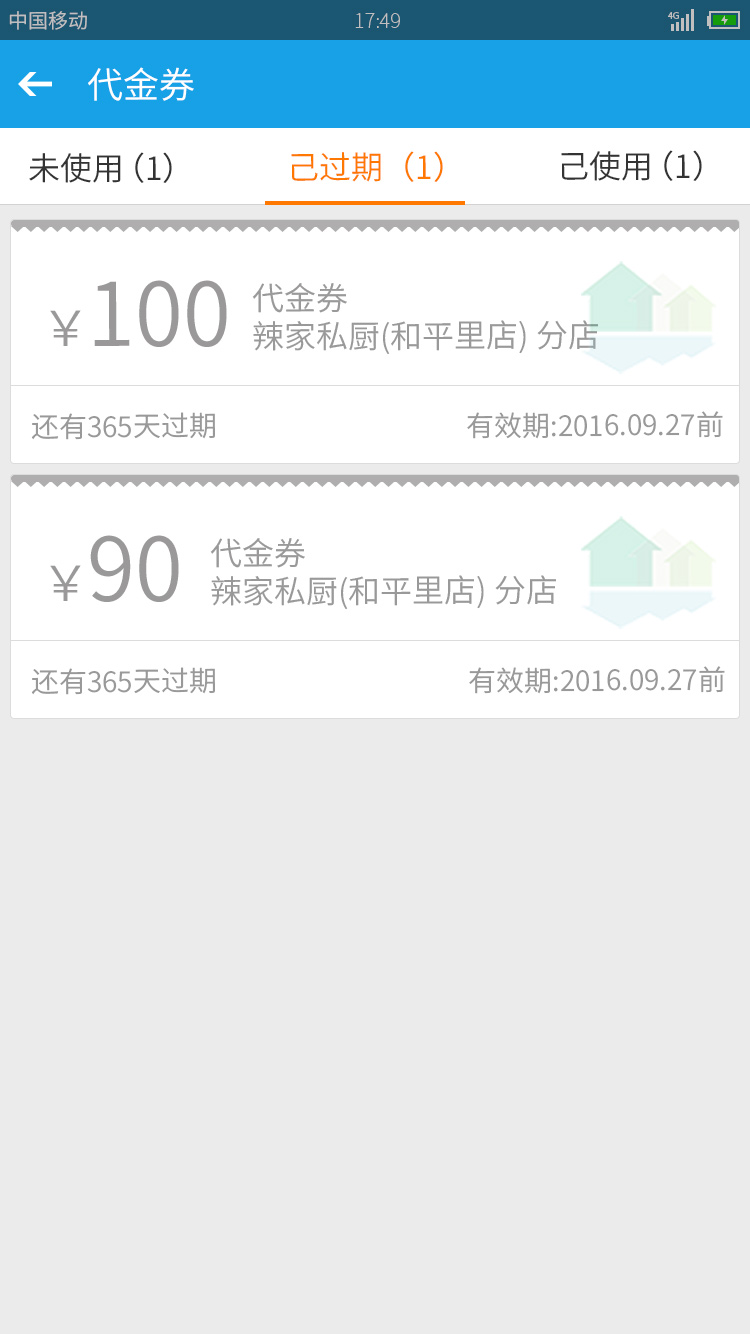 中国移动 17:49 4G
代金券
未使用（1） 己过期（1） 己使用（1）
￥100 代金券
辣家私厨(和平里店) 分店
还有365天过期 有效期:2016.09.27前
￥90 代金券
辣家私厨(和平里店) 分店
还有365天过期 有效期:2016.09.27前